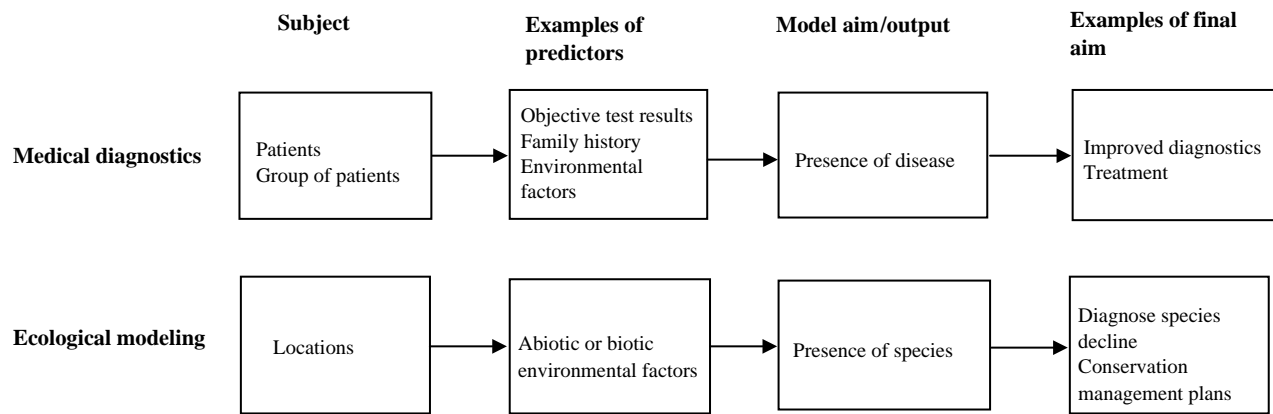 Subject
Examples of
predictors
Model aim/output
Examples of final
aim
Medical diagnostics
Patients
Group of patients
Objective test results
Family history
Environmental
factors
Presence of disease
Improved diagnostics
Treatment
Ecological modeling
Locations
Abiotic or biotic
environmental factors
Presence of species
Diagnose species
decline
Conservation
management plans